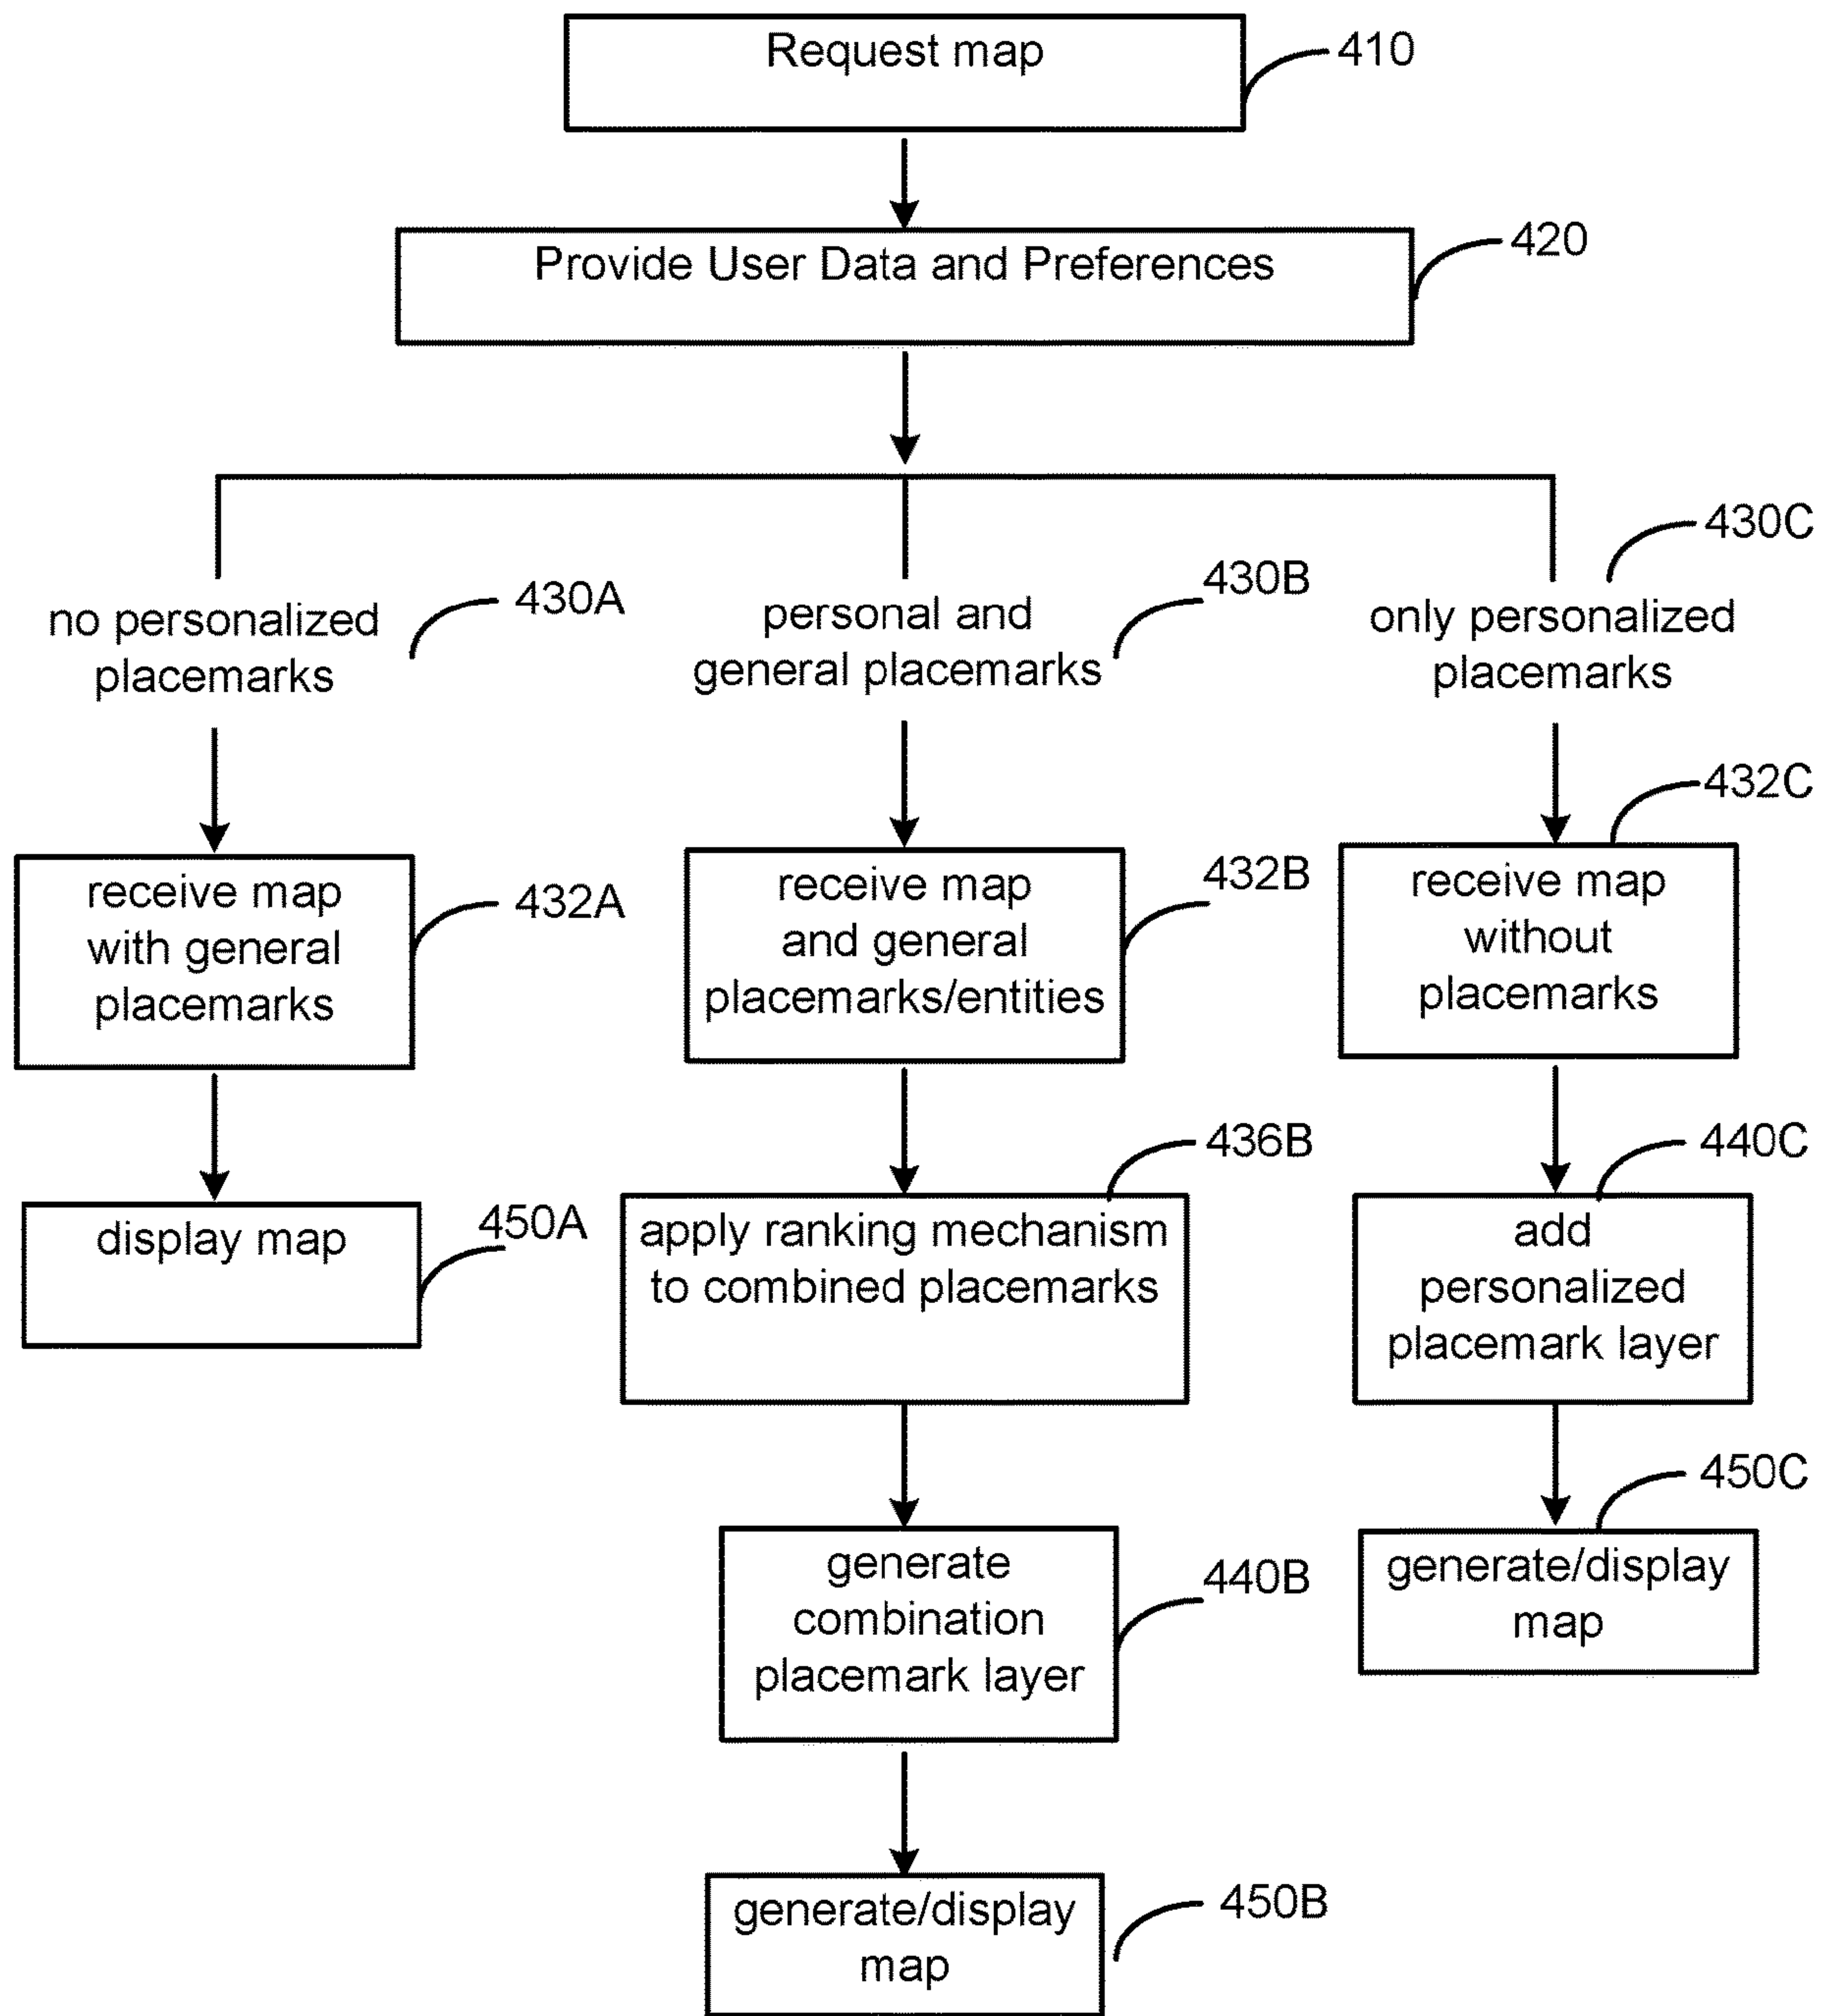 Request map
410
Provide User Data and Preferences
420
no personalized
placemarks
430A
personal and
general placemarks
430B
only personalized
placemarks
430C
receive map
with general
placemarks
432A
receive map
and general
placemarks/entities
432B
receive map
without
placemarks
432C
display map
450A
apply ranking mechanism
to combined placemarks
436B
add
personalized
placemark layer
440C
generate
combination
placemark layer
440B
generate/display
map
450C
generate/display
map
450B